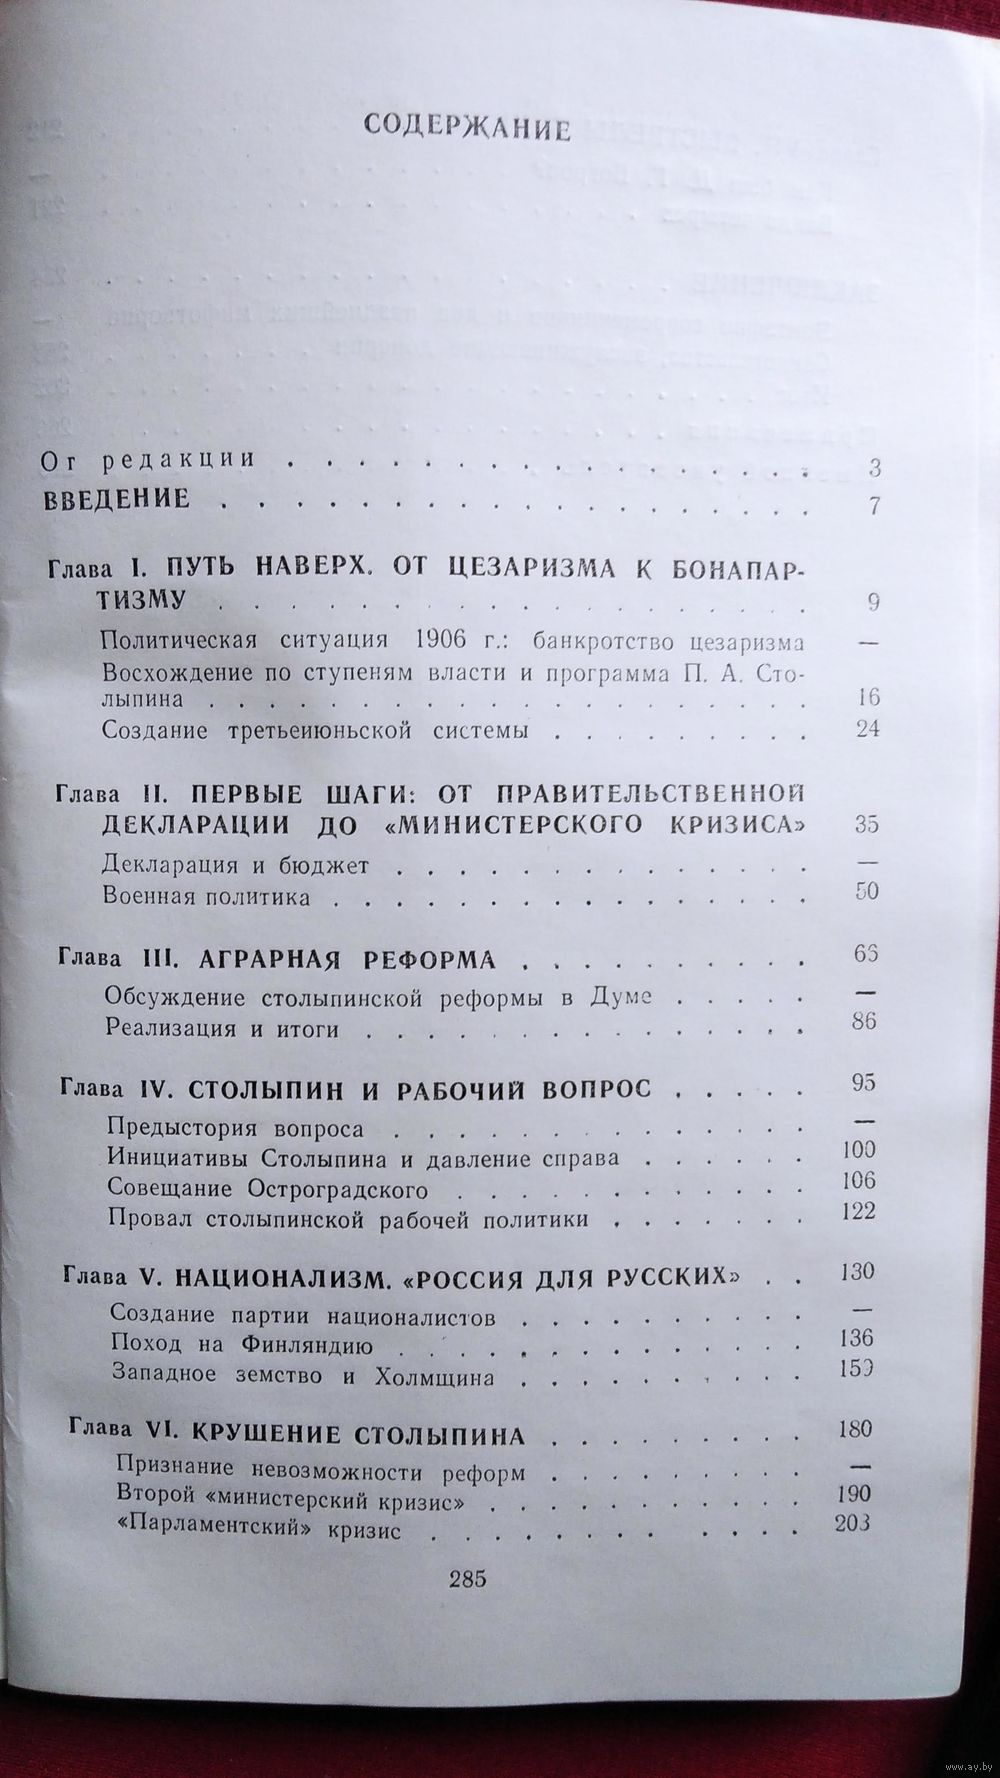 СОДЕРЖАНИЕ
От редакции . . . . . . . . . . . . . . . . 3
ВВЕДЕНИЕ . . . . . . . . . . . . . . . . 7
Глава I. ПУТЬ НАВЕРХ. ОТ ЦЕЗАРИЗМА К БОНАПАР-
ТИЗМУ . . . . . . . . . . . . . . . . 9
Политическая ситуация 1906 г.: банкротство цезаризма —
Восхождение по ступеням власти и программа П. А. Сто-
лыпина . . . . . . . . . . . . . . . . 16
Создание третьеиюньской системы . . . . . . . . . 24
Глава II. ПЕРВЫЕ ШАГИ: ОТ ПРАВИТЕЛЬСТВЕННОЙ
ДЕКЛАРАЦИИ ДО «МИНИСТЕРСКОГО КРИЗИСА» 35
Декларация и бюджет . . . . . . . . . . . . . . —
Военная политика . . . . . . . . . . . . . . . . 50
Глава III. АГРАРНАЯ РЕФОРМА . . . . . . . . . . 66
Обсуждение столыпинской реформы в Думе . . . . . —
Реализация и итоги . . . . . . . . . . . . . . . 86
Глава IV. СТОЛЫПИН И РАБОЧИЙ ВОПРОС . . . . . 95
Предыстория вопроса . . . . . . . . . . . . . . —
Инициативы Столыпина и давление справа . . . . . . 100
Совещание Остроградского . . . . . . . . . . . . 106
Провал столыпинской рабочей политики . . . . . . . 122
Глава V. НАЦИОНАЛИЗМ. «РОССИЯ ДЛЯ РУССКИХ» . . 130
Создание партии националистов . . . . . . . . . . —
Поход на Финляндию . . . . . . . . . . . . . . 136
Западное земство и Холмщина . . . . . . . . . . 159
Глава VI. КРУШЕНИЕ СТОЛЫПИНА . . . . . . . . . 180
Признание невозможности реформ . . . . . . . . . —
Второй «министерский кризис» . . . . . . . . . . . 190
«Парламентский» кризис . . . . . . . . . . . . 203
285
www.ay.by